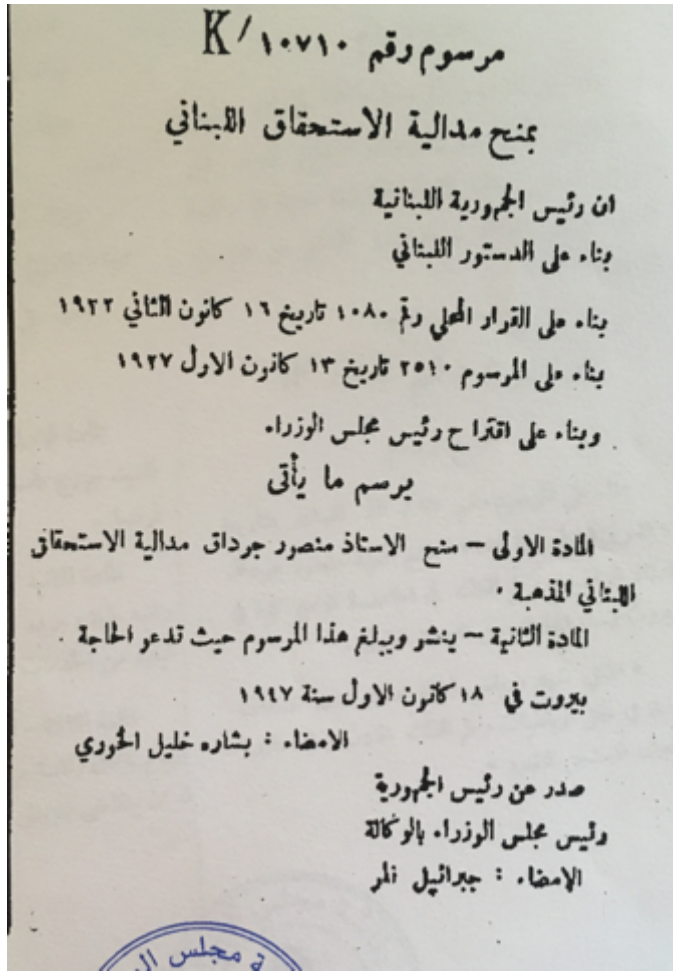 مرسوم رقم ١٠٧١٠/ K
بمنح مدالية الاستحقاق اللبناني
ان رئيس الجمهورية اللبنانية
بناء على الدستور اللبناني
بناء على القرار المحلي رقم ١٠٨٠ تاريخ ١٦ كانون الثاني ١٩٢٢
بناء على المرسوم ٢٥١٠ تاريخ ١٣ كانون الاول ١٩٢٧
وبناء على اقتراح رئيس مجلس الوزراء
يرسم ما يأتى
المادة الاولى – منح الاستاذ منصور جرداق مدالية الاستحقاق
اللبناني المذهبة .
المادة الثانية – ينشر ويبلغ هذا المرسوم حيث تدعو الحاجة .
بيروت في ١٨ كانون الاول سنة ١٩٤٧
الامضاء : بشاره خليل الخوري
صدر عن رئيس الجمهورية
رئيس مجلس الوزراء بالوكالة
الامضاء : جبرائيل المر
مجلس